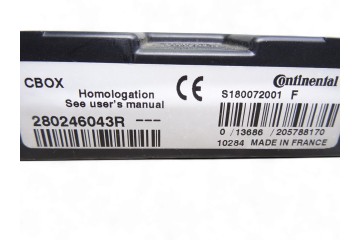 CBOX
Homologation
See user's manual
280246043R ---
CE
Continental
S180072001 F
0 /13686 / 205788170
10284 MADE IN FRANCE